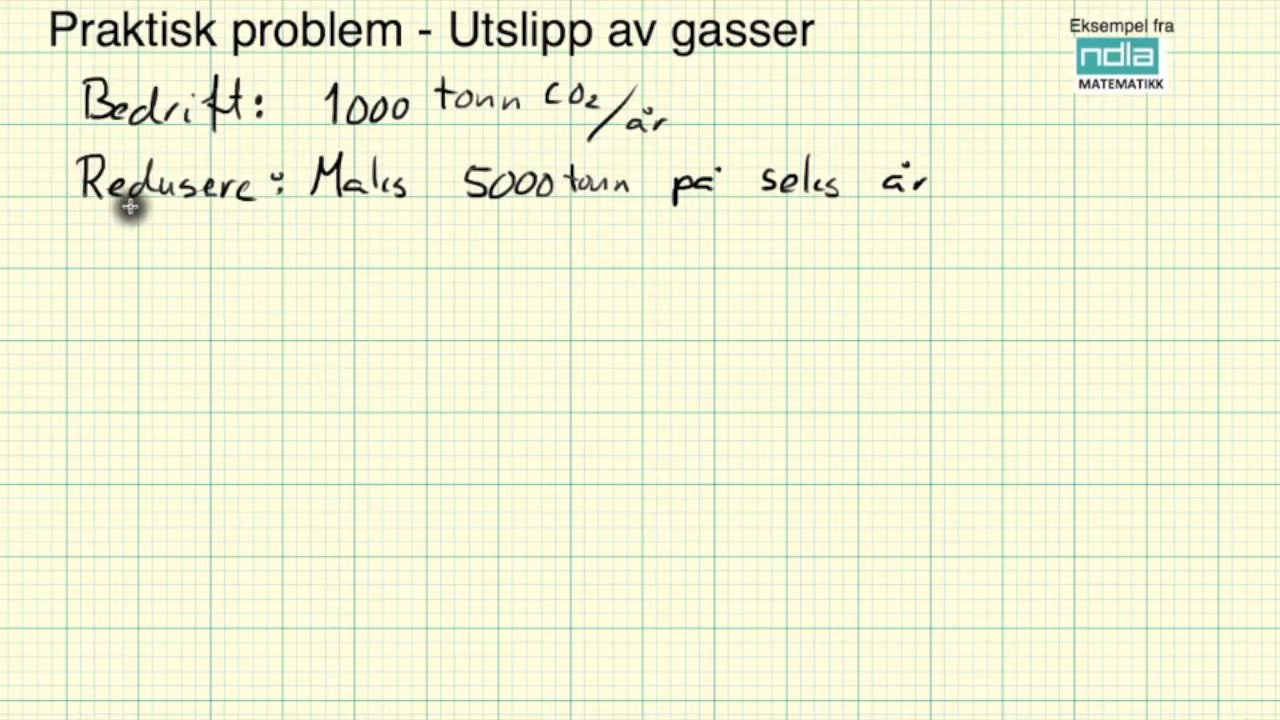 Praktisk problem - Utslipp av gasser
Eksempel fra
ndla
MATEMATIKK
Bedrift: 1000 tonn CO₂/år
Redusere: Maks 5000 tonn på seks år